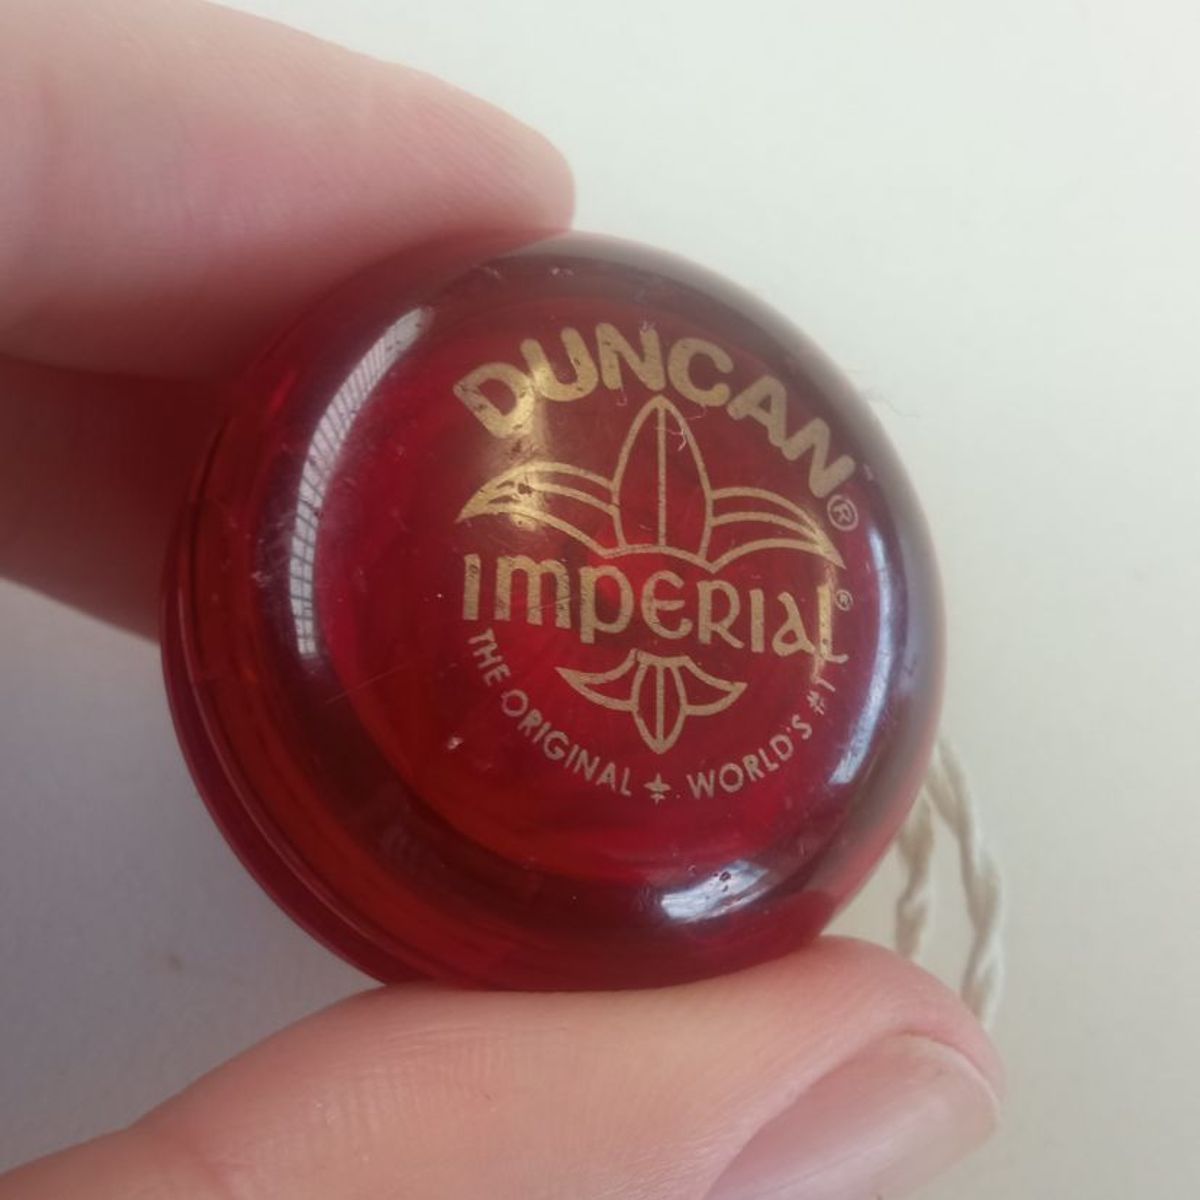 DUNCAN®
IMPERIAL®
THE ORIGINAL WORLD'S #1